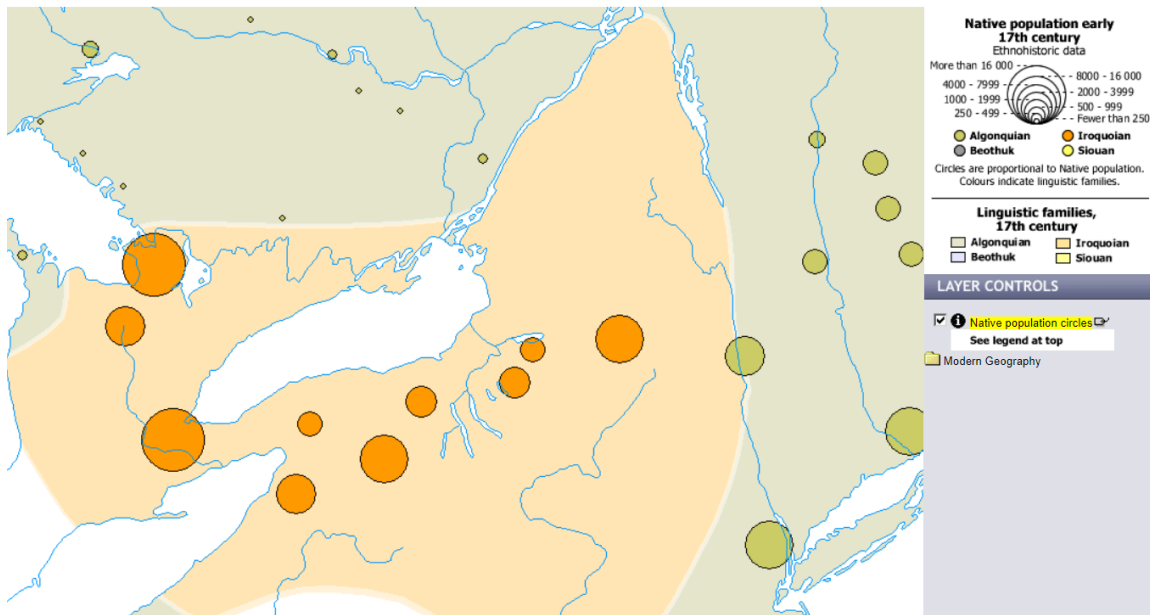 Native population early
17th century
Ethnohistoric data
More than 16 000
8000 - 16 000
4000 - 7999
2000 - 3999
1000 - 1999
500 - 999
250 - 499
Fewer than 250
Algonquian
Iroquoian
Beothuk
Siouan
Circles are proportional to Native population.
Colours indicate linguistic families.
Linguistic families,
17th century
Algonquian
Iroquoian
Beothuk
Siouan
LAYER CONTROLS
Native population circles
See legend at top
Modern Geography